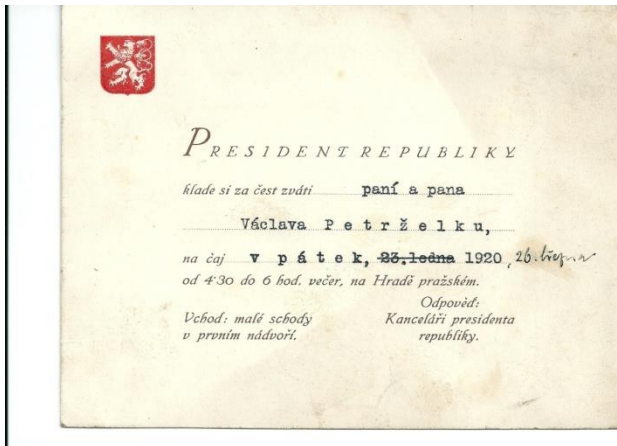 PRESIDENT REPUBLIKY
klade si za čest zváti paní a pana
Václava Petrželku,
na čaj v pátek, 23. ledna 1920, 26. března
od 4·30 do 6 hod. večer, na Hradě pražském.
Vchod: malé schody
v prvním nádvoří.
Odpověď:
Kanceláři presidenta
republiky.